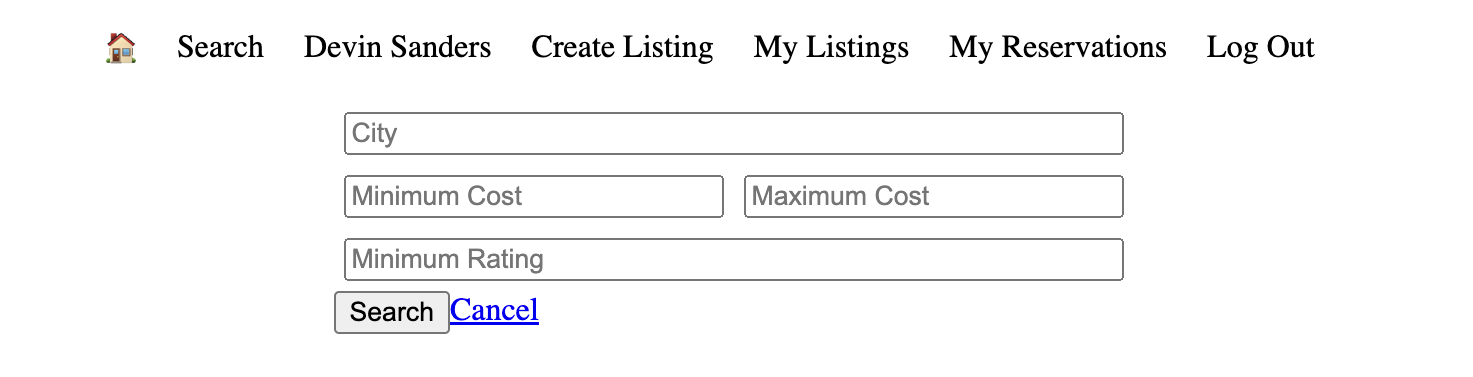 Search Devin Sanders Create Listing My Listings My Reservations Log Out
City
Minimum Cost Maximum Cost
Minimum Rating
Search Cancel